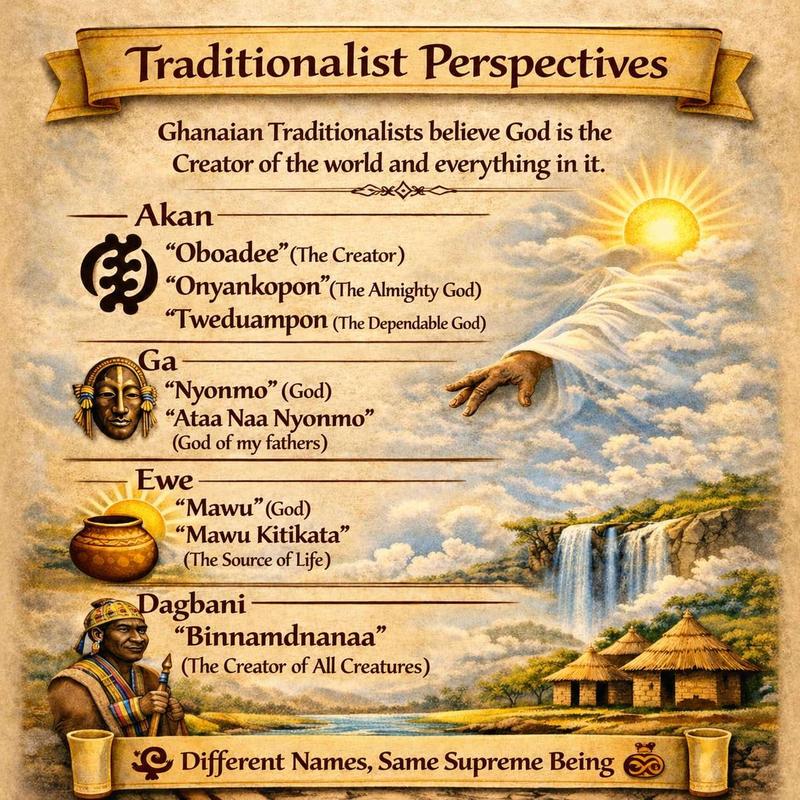 Traditionalist Perspectives
Ghanaian Traditionalists believe God is the
Creator of the world and everything in it.
Akan
“Oboadee” (The Creator)
“Onyankopon” (The Almighty God)
“Tweduampon (The Dependable God)
Ga
“Nyonmo” (God)
“Ataa Naa Nyonmo”
(God of my fathers)
Ewe
“Mawu” (God)
“Mawu Kitikata”
(The Source of Life)
Dagbani
“Binnamdnanaa”
(The Creator of All Creatures)
Different Names, Same Supreme Being